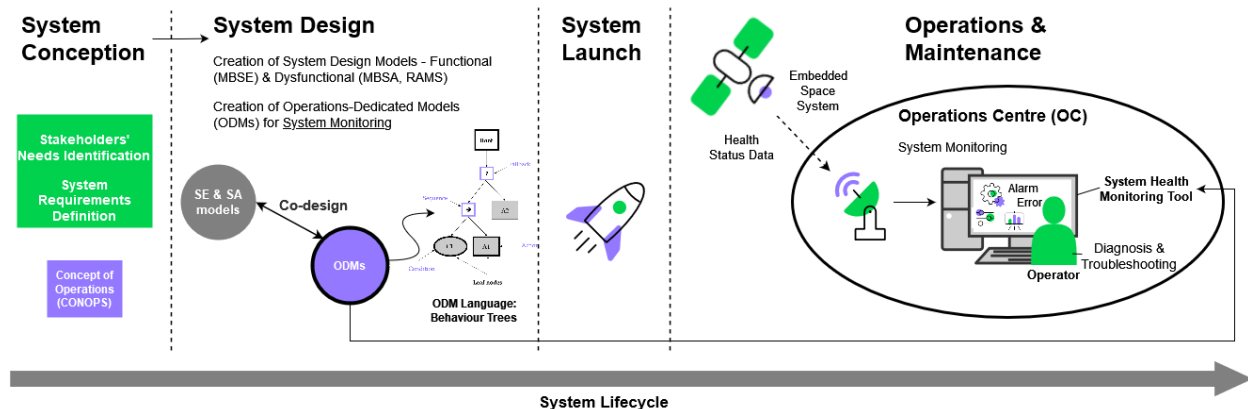 System
Conception
Stakeholders'
Needs Identification
System
Requirements
Definition
Concept of
Operations
(CONOPS)
System Design
Creation of System Design Models - Functional
(MBSE) & Dysfunctional (MBSA, RAMS)
Creation of Operations-Dedicated Models
(ODMs) for System Monitoring
SE & SA
models
Co-design
ODMs
Root
?
Fallback
Sequence
A2
A1
Action
Condition
Leaf nodes
ODM Language:
Behaviour Trees
System
Launch
Operations &
Maintenance
Embedded
Space
System
Health
Status Data
Operations Centre (OC)
System Monitoring
Alarm
Error
System Health
Monitoring Tool
Diagnosis &
Troubleshooting
Operator
System Lifecycle